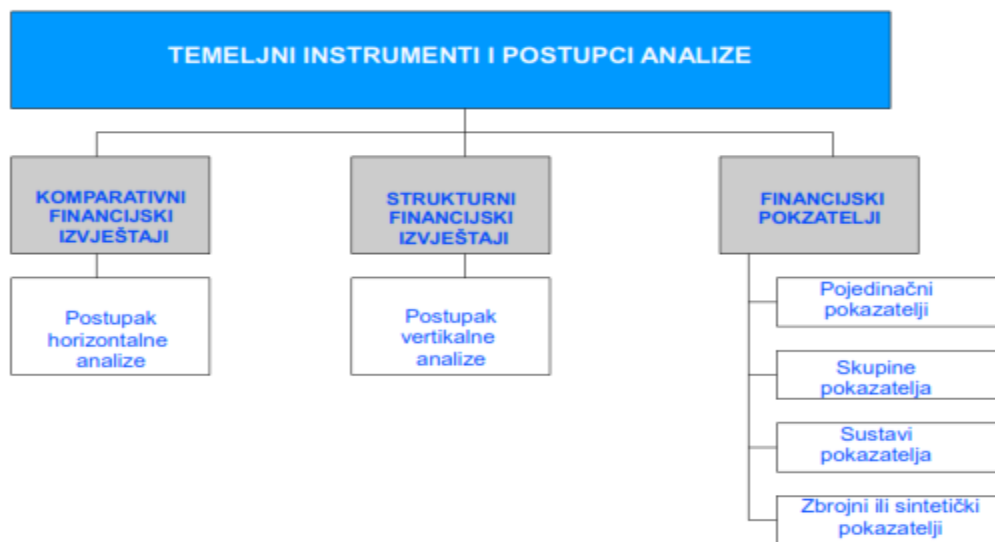 TEMELJNI INSTRUMENTI I POSTUPCI ANALIZE
KOMPARATIVNI
FINANCIJSKI
IZVJEŠTAJI
STRUKTURNI
FINANCIJSKI
IZVJEŠTAJI
FINANCIJSKI
POKZATELJI
Postupak
horizontalne
analize
Postupak
vertikalne
analize
Pojedinačni
pokazatelji
Skupine
pokazatelja
Sustavi
pokazatelja
Zbrojni ili sintetički
pokazatelji